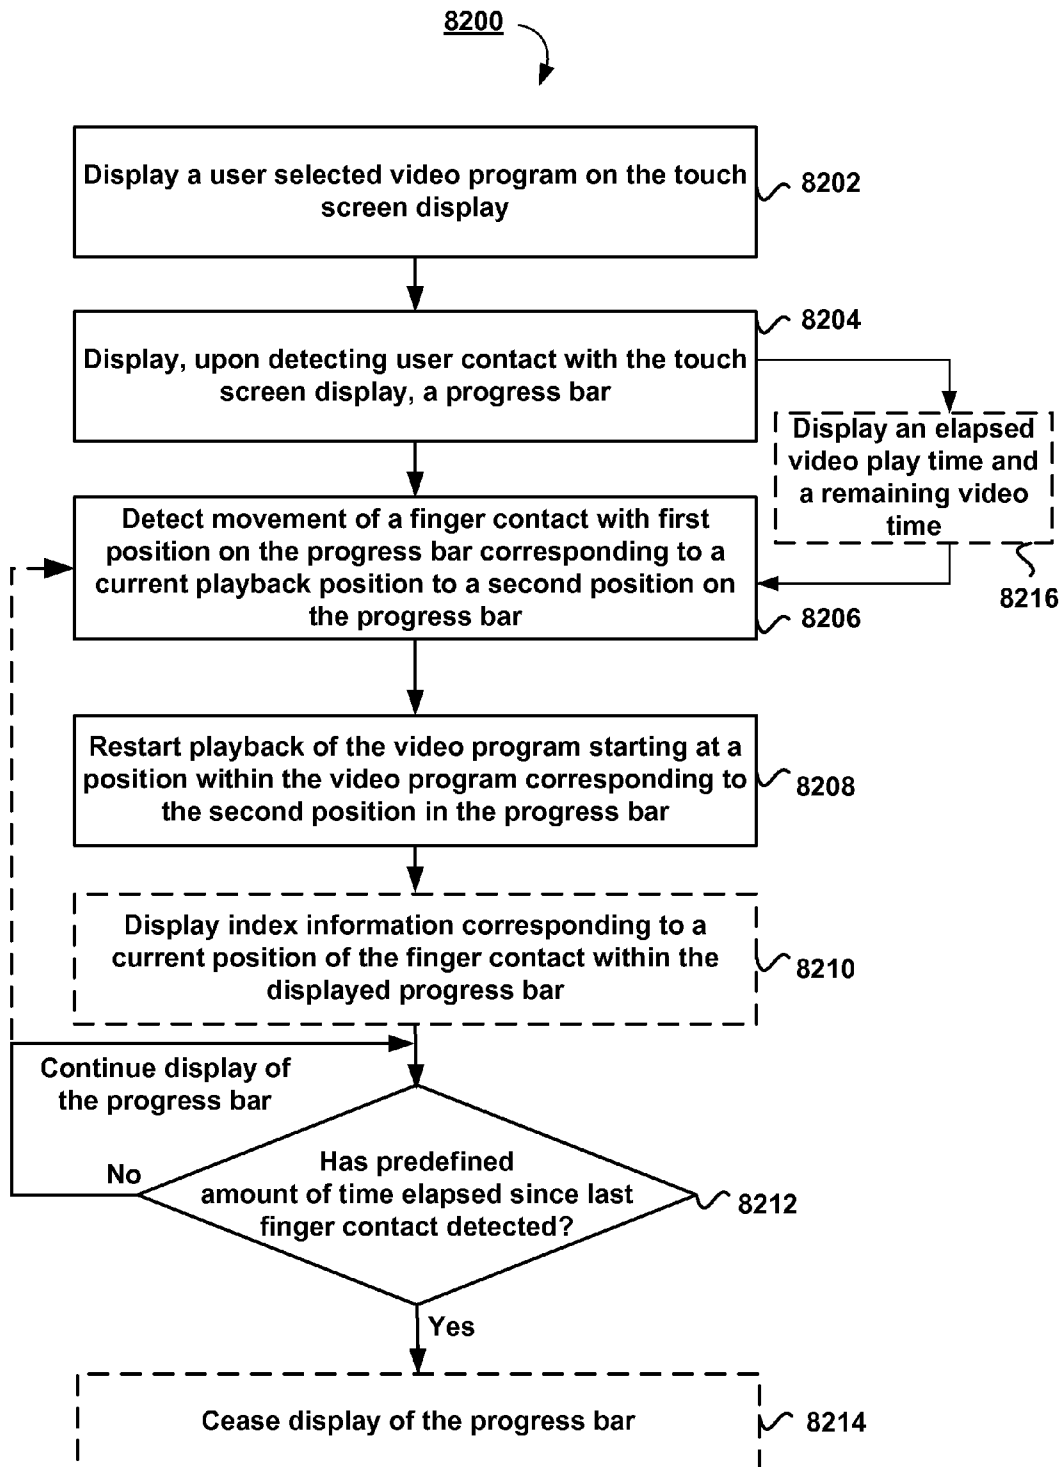 8200
Display a user selected video program on the touch
screen display
8202
Display, upon detecting user contact with the touch
screen display, a progress bar
8204
Display an elapsed
video play time and
a remaining video
time
8216
Detect movement of a finger contact with first
position on the progress bar corresponding to a
current playback position to a second position on
the progress bar
8206
Restart playback of the video program starting at a
position within the video program corresponding to
the second position in the progress bar
8208
Display index information corresponding to a
current position of the finger contact within the
displayed progress bar
8210
Continue display of
the progress bar
No
Has predefined
amount of time elapsed since last
finger contact detected?
8212
Yes
Cease display of the progress bar
8214